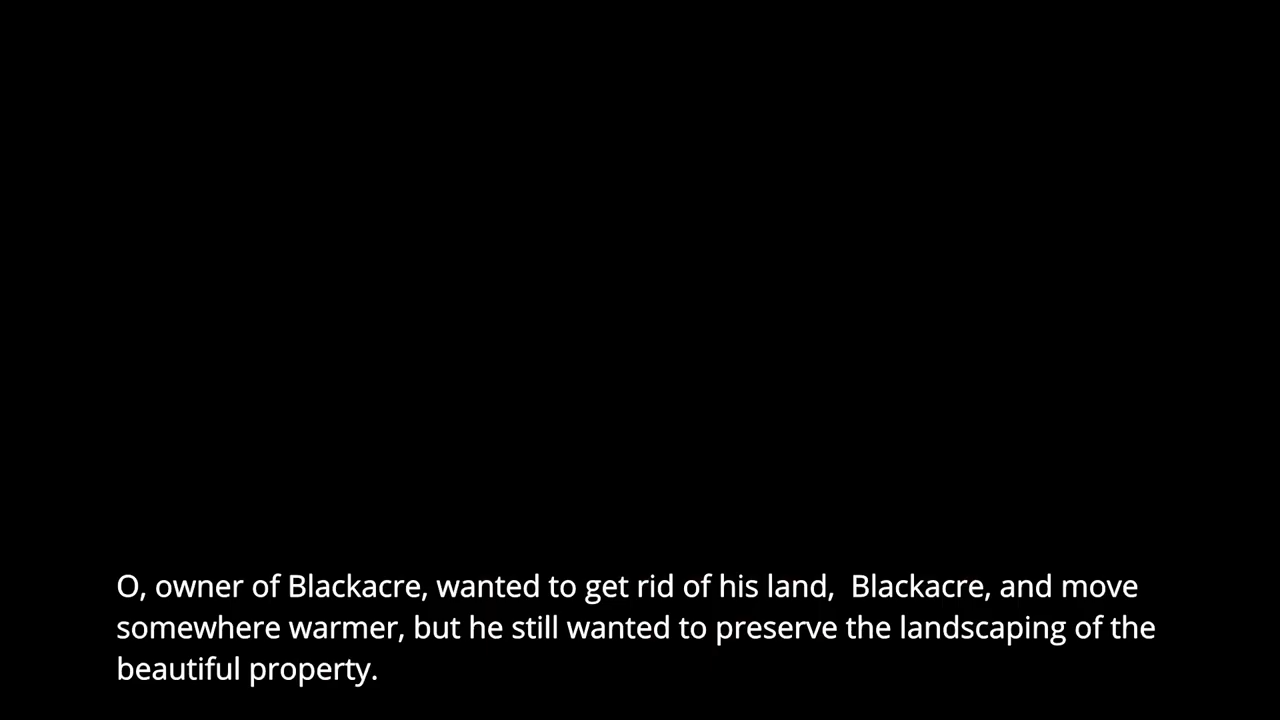 O, owner of Blackacre, wanted to get rid of his land,  Blackacre, and move
somewhere warmer, but he still wanted to preserve the landscaping of the
beautiful property.